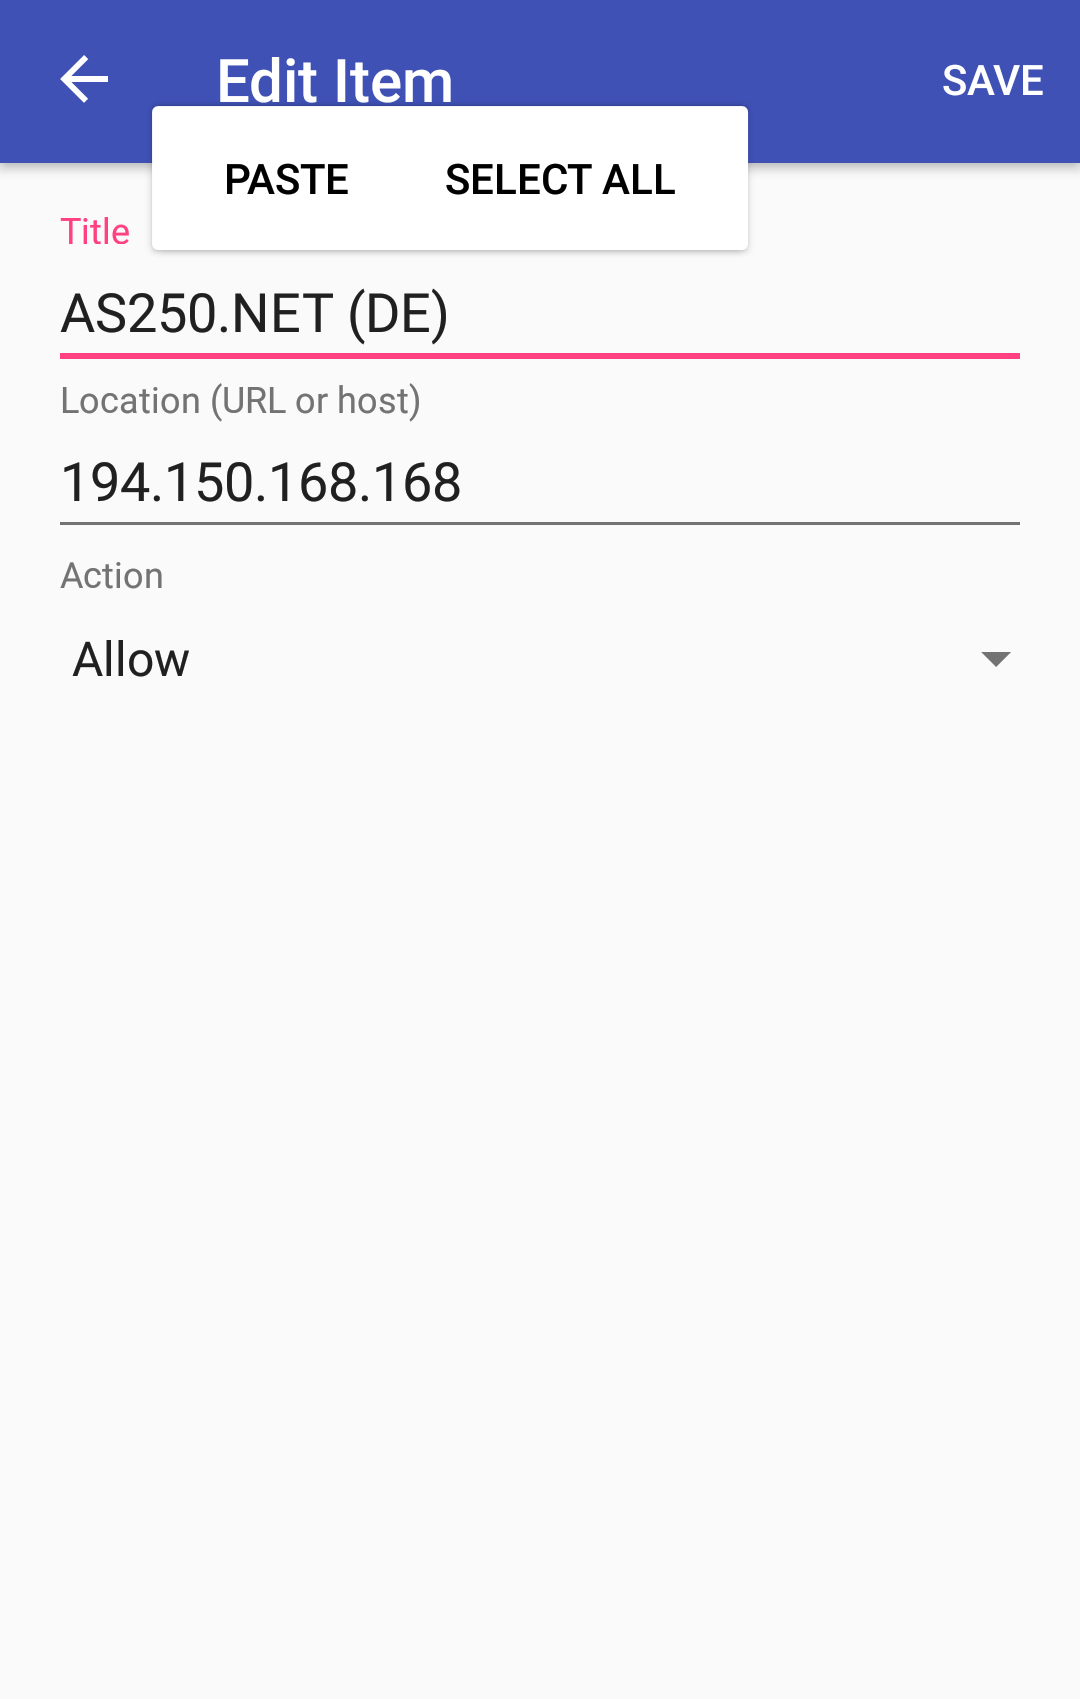 Edit Item
SAVE
PASTE SELECT ALL
Title
AS250.NET (DE)
Location (URL or host)
194.150.168.168
Action
Allow